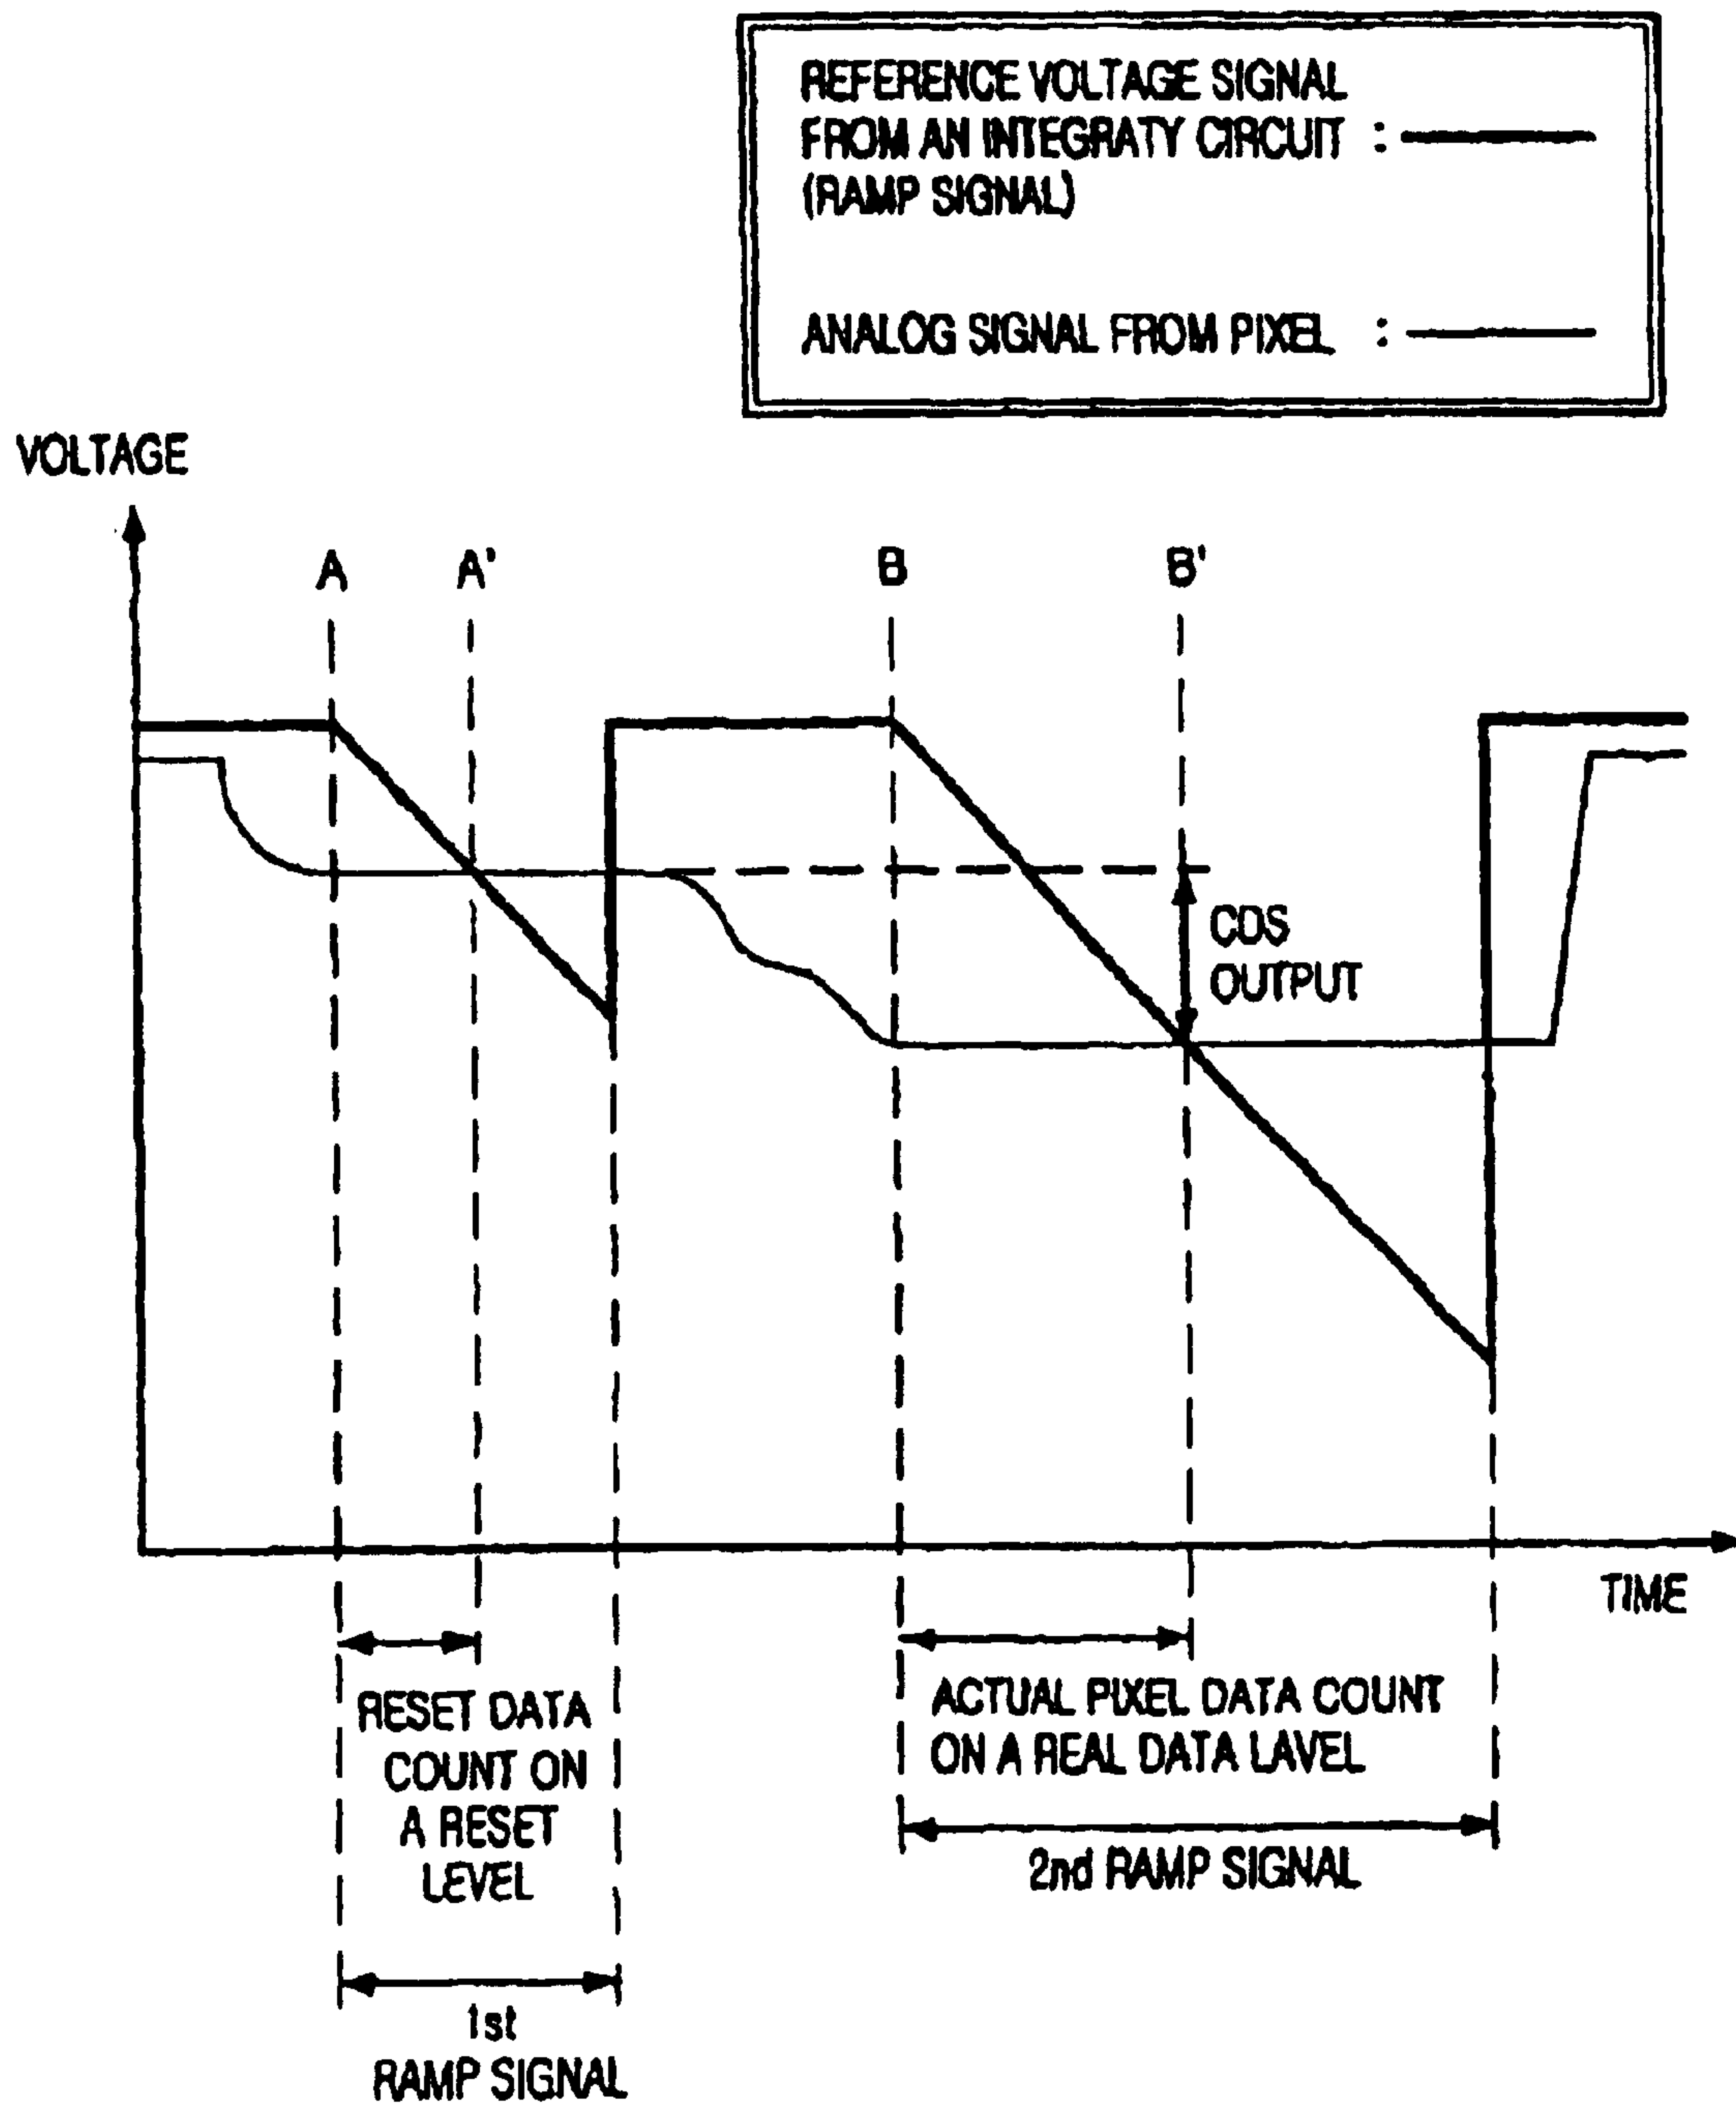 REFERENCE VOLTAGE SIGNAL
FROM AN INTEGRATY CIRCUIT :
(RAMP SIGNAL)
ANALOG SIGNAL FROM PIXEL :
VOLTAGE
A A' B B'
CDS
OUTPUT
TIME
RESET DATA
COUNT ON
A RESET
LEVEL
ACTUAL PIXEL DATA COUNT
ON A REAL DATA LAVEL
2nd RAMP SIGNAL
1st
RAMP SIGNAL